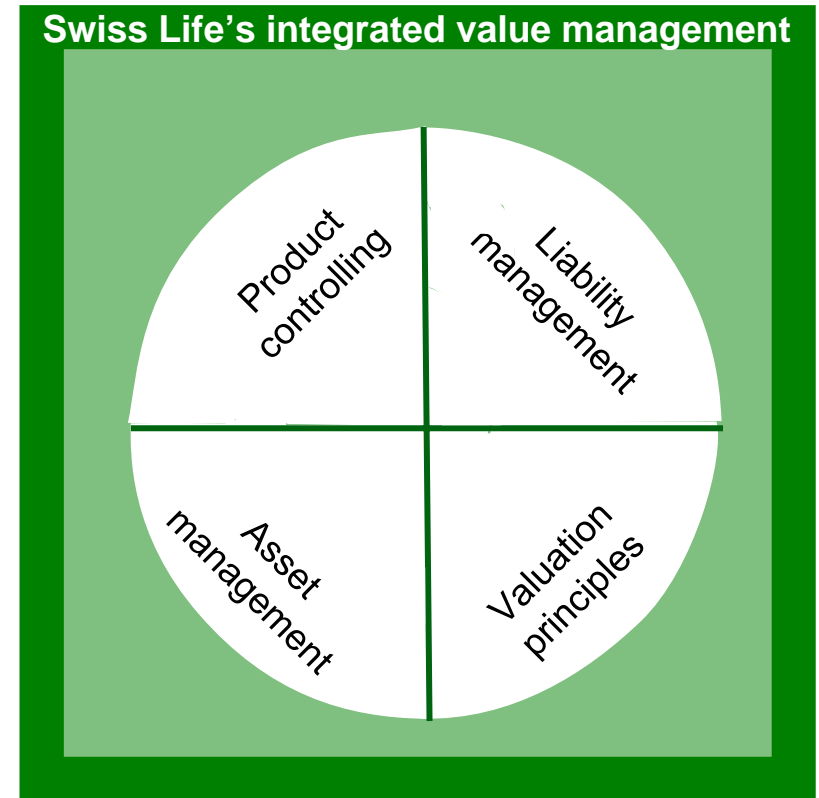 Swiss Life’s integrated value management
Product
controlling
Liability
management
Asset
management
Valuation
principles